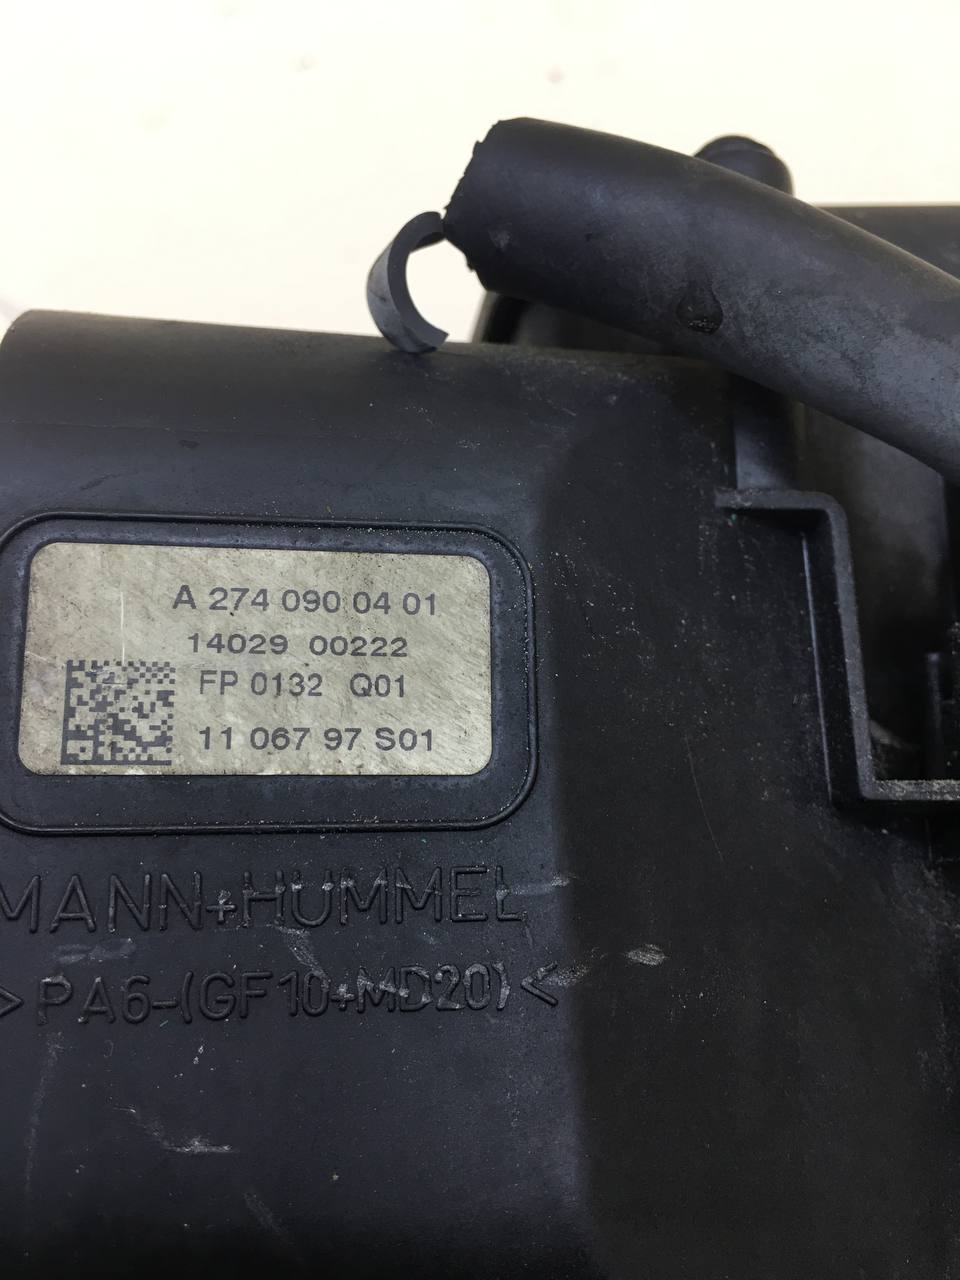 A 274 090 04 01
14029 00222
FP 0132 Q01
11 067 97 S01
MANN+HUMMEL
>PA6-(GF10+MD20)<